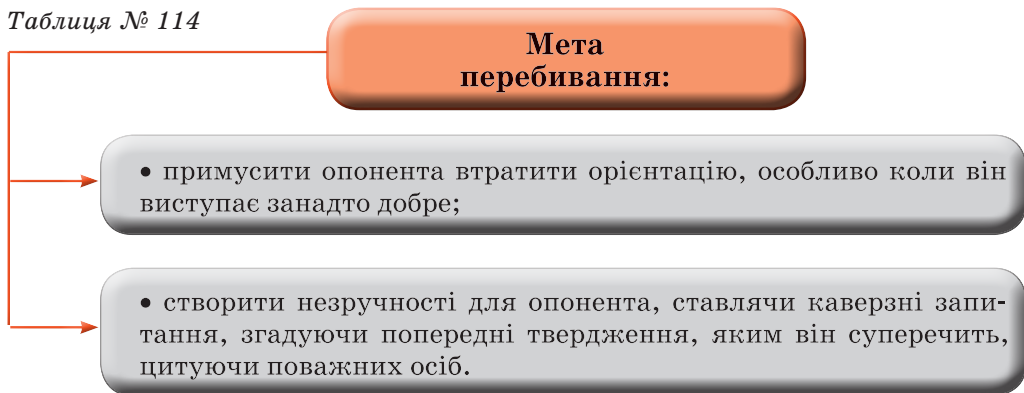 Таблиця № 114
Мета
перебивання:
• примусити опонента втратити орієнтацію, особливо коли він
виступає занадто добре;
• створити незручності для опонента, ставлячи каверзні запи-
тання, згадуючи попередні твердження, яким він суперечить,
цитуючи поважних осіб.